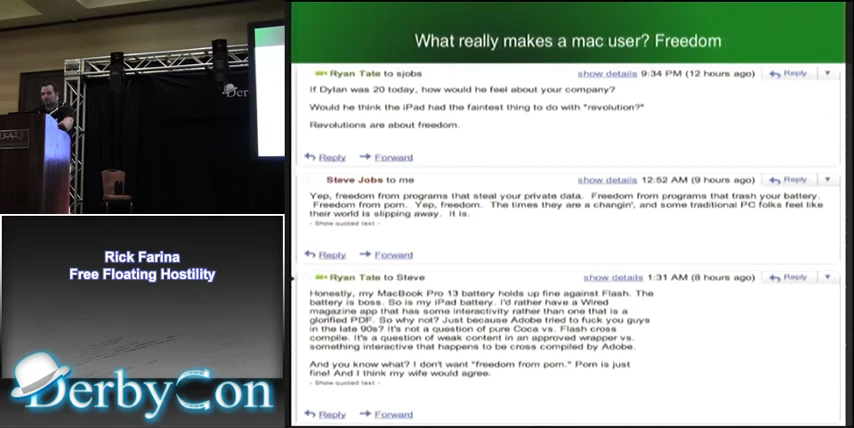 Der
Rick Farina
Free Floating Hostility
DerbyCon
What really makes a mac user? Freedom
Ryan Tate to sjobs show details 9:34 PM (12 hours ago) Reply
If Dylan was 20 today, how would he feel about your company?
Would he think the iPad had the faintest thing to do with "revolution?"
Revolutions are about freedom.
Reply Forward
Steve Jobs to me show details 12:52 AM (9 hours ago) Reply
Yep, freedom from programs that steal your private data. Freedom from programs that trash your battery.
Freedom from porn. Yep, freedom. The times they are a changin', and some traditional PC folks feel like
their world is slipping away. It is.
- Show quoted text -
Reply Forward
Ryan Tate to Steve show details 1:31 AM (8 hours ago) Reply
Honestly, my MacBook Pro 13 battery holds up fine against Flash. The
battery is boss. So is my iPad battery. I'd rather have a Wired
magazine app that has some interactivity rather than one that is a
glorified PDF. So why not? Just because Adobe tried to fuck you guys
in the late 90s? It's not a question of pure Coca vs. Flash cross
compile. It's a question of weak content in an approved wrapper vs.
something interactive that happens to be cross compiled by Adobe.
And you know what? I don't want "freedom from porn." Porn is just
fine! And I think my wife would agree.
- Show quoted text -
Reply Forward